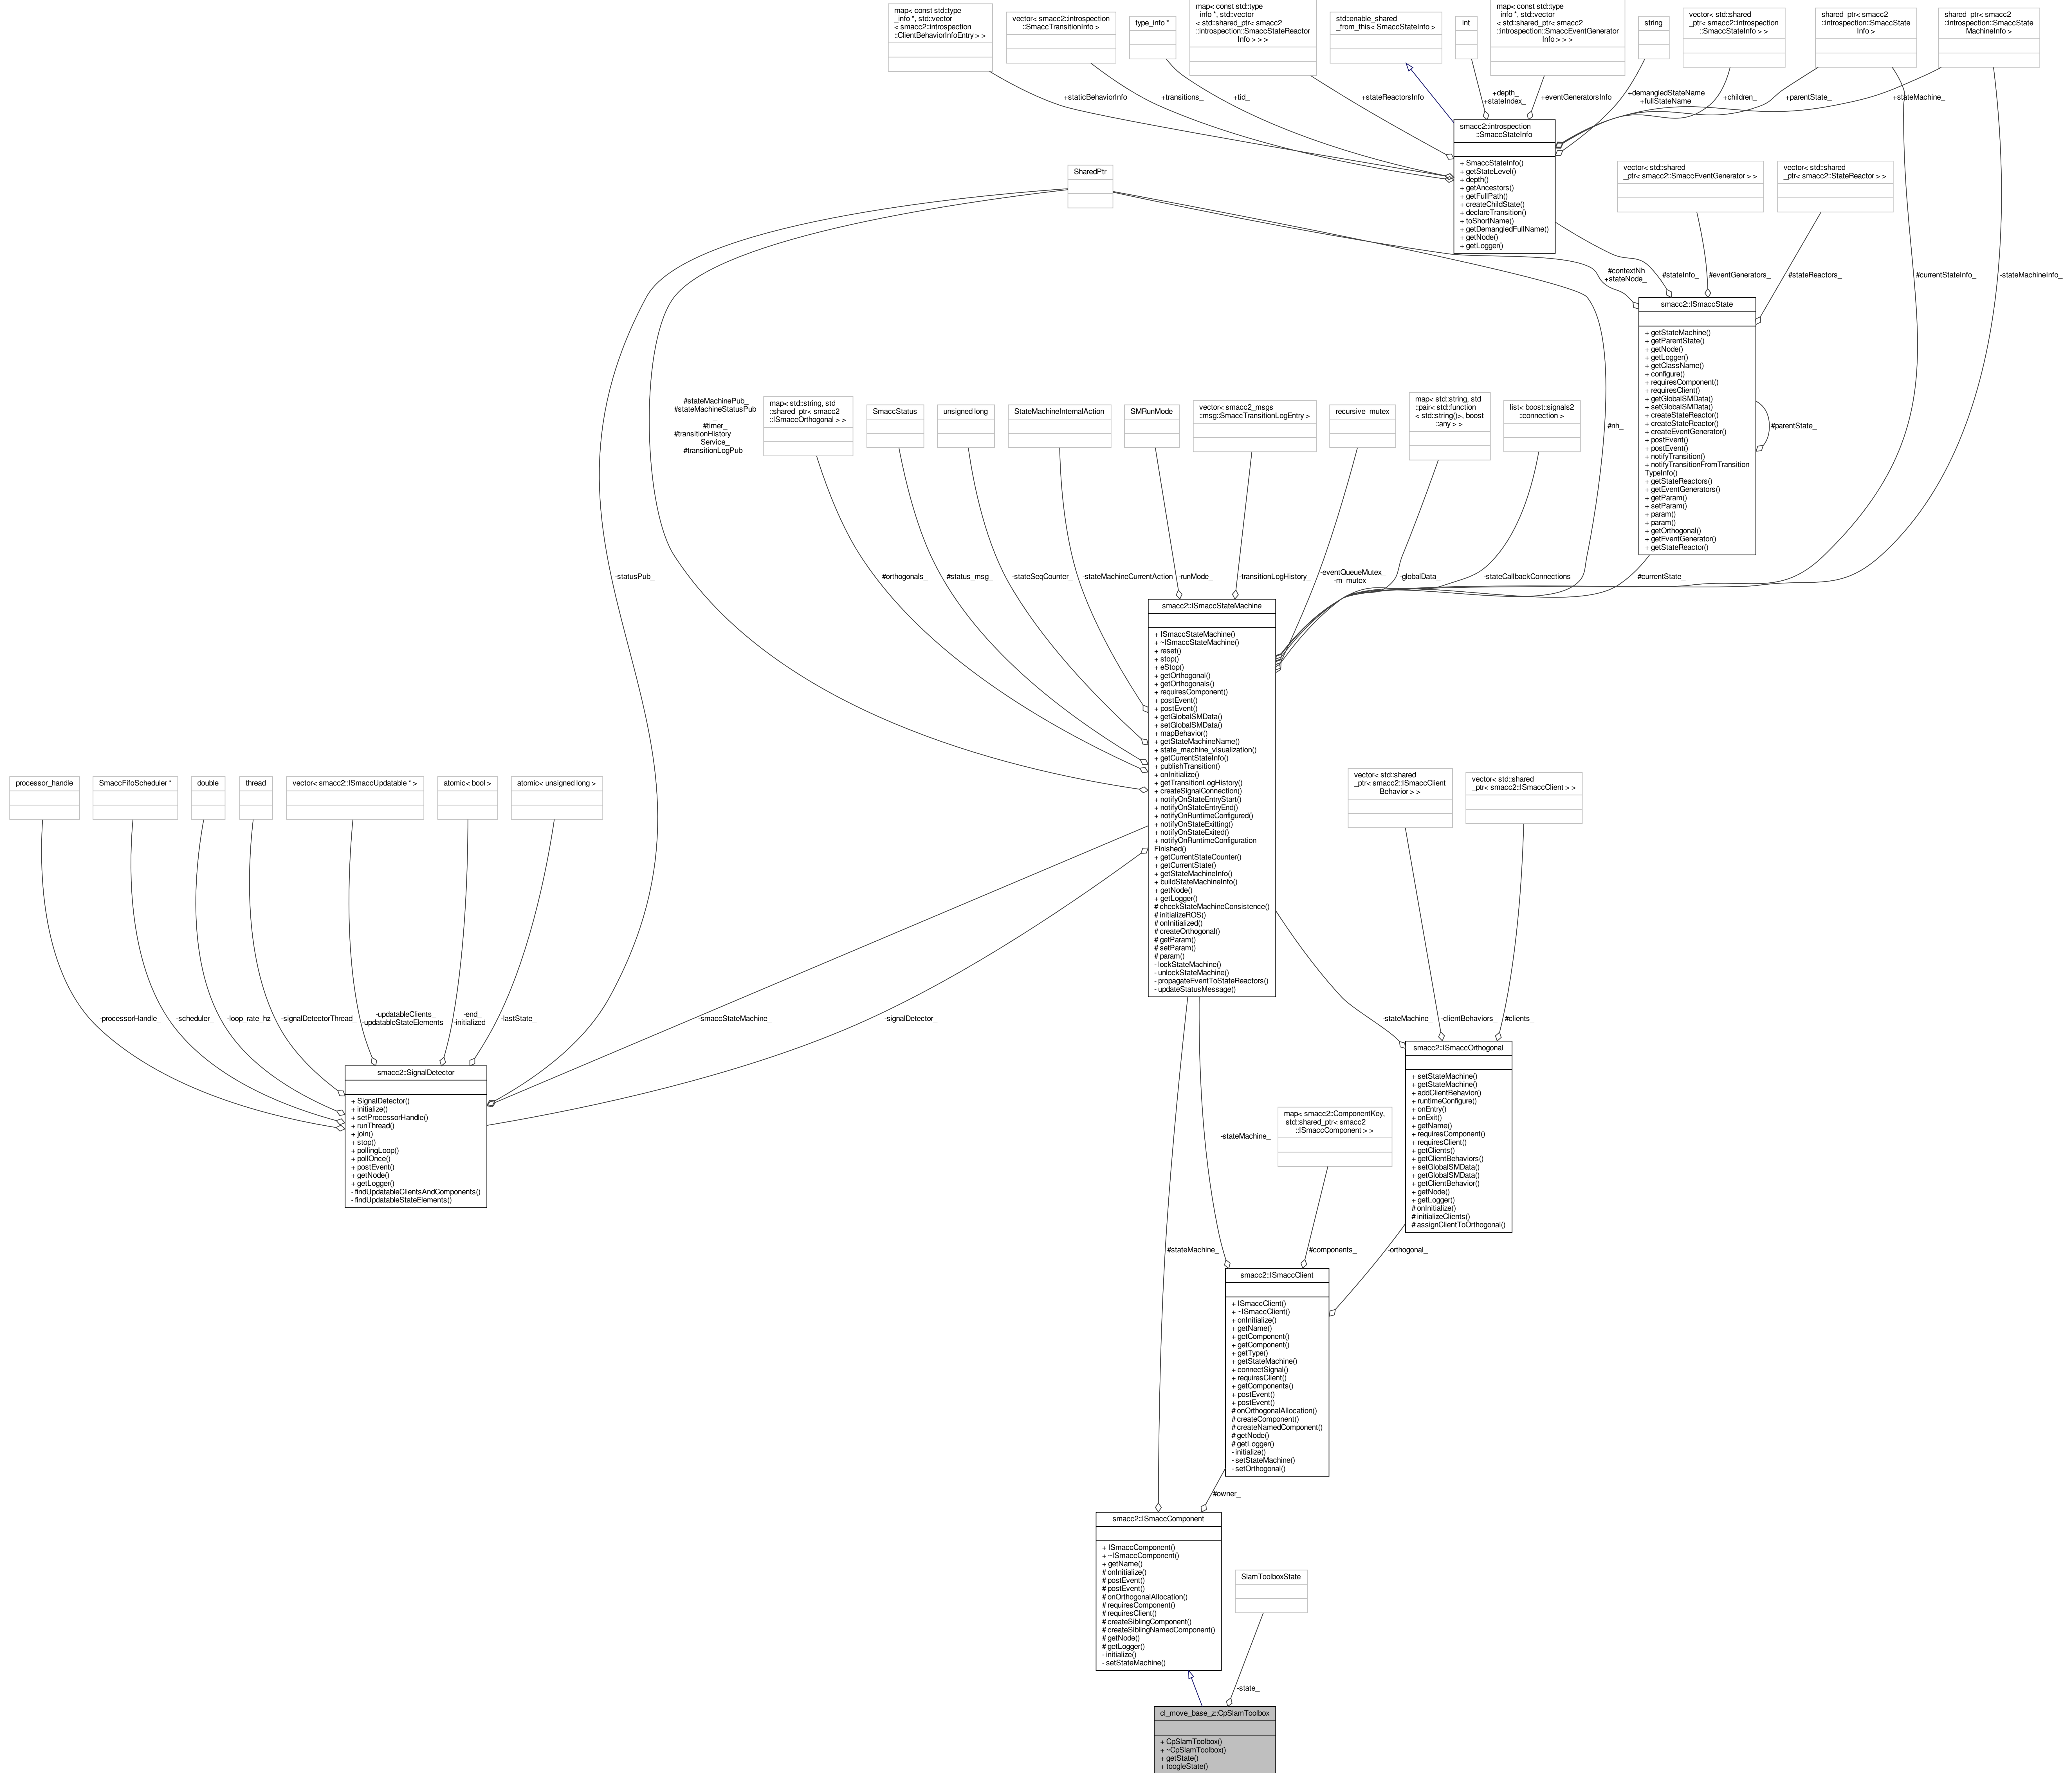 map< const std::type
_info *, std::vector
< smacc2::introspection
::ClientBehaviorInfoEntry > >
vector< smacc2::introspection
::SmaccTransitionInfo >
type_info *
map< const std::type
_info *, std::vector
< std::shared_ptr< smacc2
::introspection::SmaccStateReactor
Info > > >
std::enable_shared
_from_this< SmaccStateInfo >
int
map< const std::type
_info *, std::vector
< std::shared_ptr< smacc2
::introspection::SmaccEventGenerator
Info > > >
string
vector< std::shared
_ptr< smacc2::introspection
::SmaccStateInfo > >
shared_ptr< smacc2
::introspection::SmaccState
Info >
shared_ptr< smacc2
::introspection::SmaccState
MachineInfo >
+staticBehaviorInfo
+transitions_
+tid_
+stateReactorsInfo
+depth_
+stateIndex_
+eventGeneratorsInfo
+demangledStateName
+fullStateName
+children_
+parentState_
+stateMachine_
smacc2::introspection
::SmaccStateInfo
+ SmaccStateInfo()
+ getStateLevel()
+ depth()
+ getAncestors()
+ getFullPath()
+ createChildState()
+ declareTransition()
+ toShortName()
+ getDemangledFullName()
+ getNode()
+ getLogger()
SharedPtr
vector< std::shared
_ptr< smacc2::SmaccEventGenerator > >
vector< std::shared
_ptr< smacc2::StateReactor > >
#contextNh
+stateNode_
#stateInfo_
#eventGenerators_
#stateReactors_
#currentStateInfo_
-stateMachineInfo_
smacc2::ISmaccState
+ getStateMachine()
+ getParentState()
+ getNode()
+ getLogger()
+ getClassName()
+ configure()
+ requiresComponent()
+ requiresClient()
+ getGlobalSMData()
+ setGlobalSMData()
+ createStateReactor()
+ createStateReactor()
+ createEventGenerator()
+ postEvent()
+ postEvent()
+ notifyTransition()
+ notifyTransitionFromTransition
TypeInfo()
+ getStateReactors()
+ getEventGenerators()
+ getParam()
+ setParam()
+ param()
+ param()
+ getOrthogonal()
+ getEventGenerator()
+ getStateReactor()
#parentState_
#stateMachinePub_
#stateMachineStatusPub
_
#timer_
#transitionHistory
Service_
#transitionLogPub_
map< std::string, std
::shared_ptr< smacc2
::ISmaccOrthogonal > >
SmaccStatus
unsigned long
StateMachineInternalAction
SMRunMode
vector< smacc2_msgs
::msg::SmaccTransitionLogEntry >
recursive_mutex
map< std::string, std
::pair< std::function
< std::string()>, boost
::any > >
list< boost::signals2
::connection >
#nh_
-statusPub_
#orthogonals_
#status_msg_
-stateSeqCounter_
-stateMachineCurrentAction
-runMode_
-transitionLogHistory_
-eventQueueMutex_
-m_mutex_
-globalData_
-stateCallbackConnections
#currentState_
smacc2::ISmaccStateMachine
+ ISmaccStateMachine()
+ ~ISmaccStateMachine()
+ reset()
+ stop()
+ eStop()
+ getOrthogonal()
+ getOrthogonals()
+ requiresComponent()
+ postEvent()
+ postEvent()
+ getGlobalSMData()
+ setGlobalSMData()
+ mapBehavior()
+ getStateMachineName()
+ state_machine_visualization()
+ getCurrentStateInfo()
+ publishTransition()
+ onInitialize()
+ getTransitionLogHistory()
+ createSignalConnection()
+ notifyOnStateEntryStart()
+ notifyOnStateEntryEnd()
+ notifyOnRuntimeConfigured()
+ notifyOnStateExitting()
+ notifyOnStateExited()
+ notifyOnRuntimeConfiguration
Finished()
+ getCurrentStateCounter()
+ getCurrentState()
+ getStateMachineInfo()
+ buildStateMachineInfo()
+ getNode()
+ getLogger()
# checkStateMachineConsistence()
# initializeROS()
# onInitialized()
# createOrthogonal()
# getParam()
# setParam()
# param()
- lockStateMachine()
- unlockStateMachine()
- propagateEventToStateReactors()
- updateStatusMessage()
processor_handle
SmaccFifoScheduler *
double
thread
vector< smacc2::ISmaccUpdatable * >
atomic< bool >
atomic< unsigned long >
vector< std::shared
_ptr< smacc2::ISmaccClient
Behavior > >
vector< std::shared
_ptr< smacc2::ISmaccClient > >
-processorHandle_
-scheduler_
-loop_rate_hz
-signalDetectorThread_
-updatableClients_
-updatableStateElements_
-end_
-initialized_
-lastState_
-smaccStateMachine_
-signalDetector_
-stateMachine_
-clientBehaviors_
#clients_
smacc2::SignalDetector
+ SignalDetector()
+ initialize()
+ setProcessorHandle()
+ runThread()
+ join()
+ stop()
+ pollingLoop()
+ pollOnce()
+ postEvent()
+ getNode()
+ getLogger()
- findUpdatableClientsAndComponents()
- findUpdatableStateElements()
smacc2::ISmaccOrthogonal
+ setStateMachine()
+ getStateMachine()
+ addClientBehavior()
+ runtimeConfigure()
+ onEntry()
+ onExit()
+ getName()
+ requiresComponent()
+ requiresClient()
+ getClients()
+ getClientBehaviors()
+ setGlobalSMData()
+ getGlobalSMData()
+ getClientBehavior()
+ getNode()
+ getLogger()
# onInitialize()
# initializeClients()
# assignClientToOrthogonal()
map< smacc2::ComponentKey,
std::shared_ptr< smacc2
::ISmaccComponent > >
-stateMachine_
#stateMachine_
#components_
-orthogonal_
smacc2::ISmaccClient
+ ISmaccClient()
+ ~ISmaccClient()
+ onInitialize()
+ getName()
+ getComponent()
+ getComponent()
+ getType()
+ getStateMachine()
+ connectSignal()
+ requiresClient()
+ getComponents()
+ postEvent()
+ postEvent()
# onOrthogonalAllocation()
# createComponent()
# createNamedComponent()
# getNode()
# getLogger()
- initialize()
- setStateMachine()
- setOrthogonal()
#owner_
smacc2::ISmaccComponent
+ ISmaccComponent()
+ ~ISmaccComponent()
+ getName()
# onInitialize()
# postEvent()
# postEvent()
# onOrthogonalAllocation()
# requiresComponent()
# requiresClient()
# createSiblingComponent()
# createSiblingNamedComponent()
# getNode()
# getLogger()
- initialize()
- setStateMachine()
SlamToolboxState
-state_
cl_move_base_z::CpSlamToolbox
+ CpSlamToolbox()
+ ~CpSlamToolbox()
+ getState()
+ toogleState()